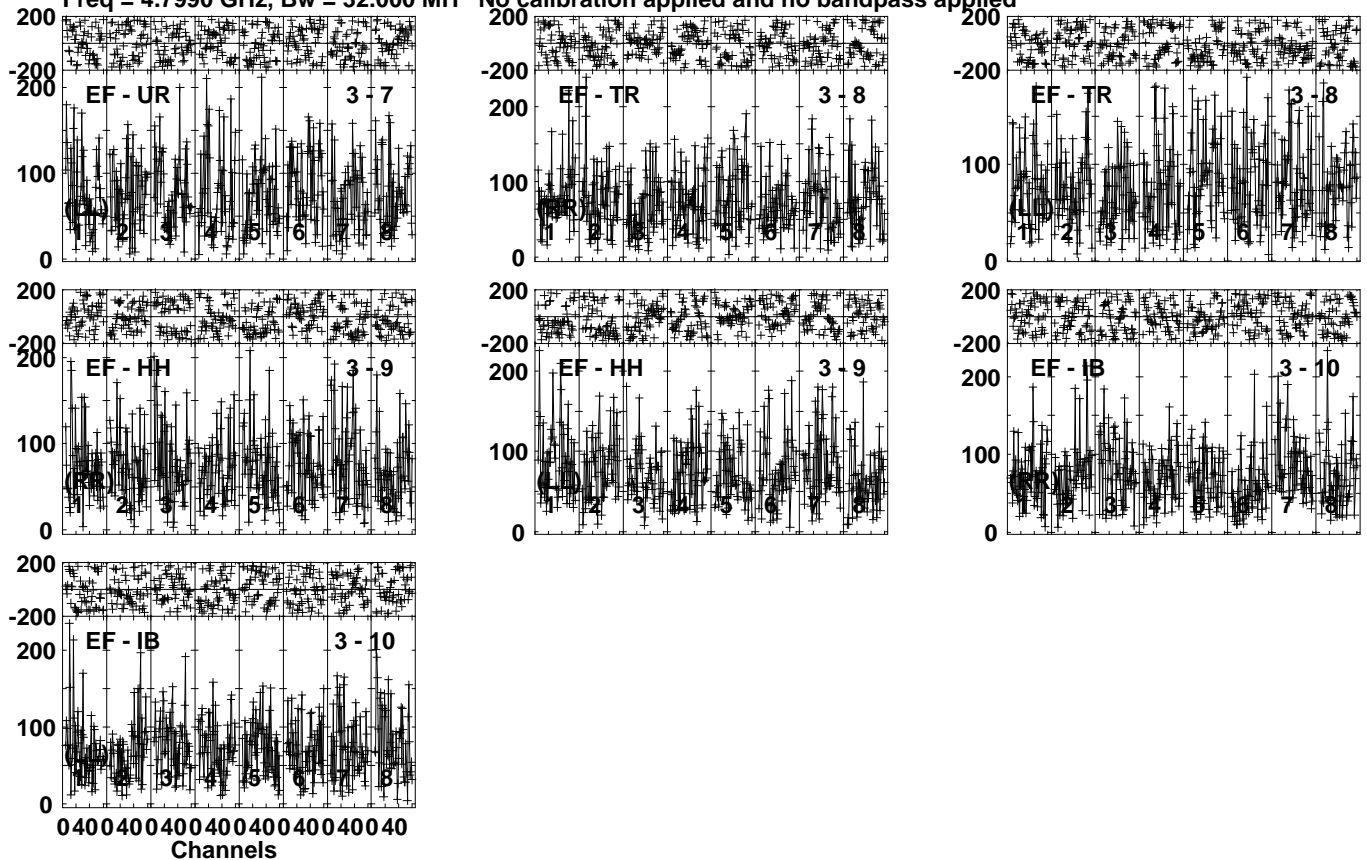 Freq = 4.7990 GHz, Bw = 32.000 MH No calibration applied and no bandpass applied
200 200 200
-200 -200 -200
200 EF - UR 3 - 7 200 EF - TR 3 - 8 200 EF - TR 3 - 8
100 100 100
(LL) (RR) (LL)
1 2 3 4 5 6 7 8 1 2 3 4 5 6 7 8 1 2 3 4 5 6 7 8
0 0 0
200 200 200
-200 -200 -200
200 EF - HH 3 - 9 200 EF - HH 3 - 9 200 EF - IB 3 - 10
100 100 100
(RR) (LL) (RR)
1 2 3 4 5 6 7 8 1 2 3 4 5 6 7 8 1 2 3 4 5 6 7 8
0 0 0
200
-200
200 EF - IB 3 - 10
100
(LL)
1 2 3 4 5 6 7 8
0
0 40 0 40 0 40 0 40 0 40 0 40 0 40 0 40
Channels